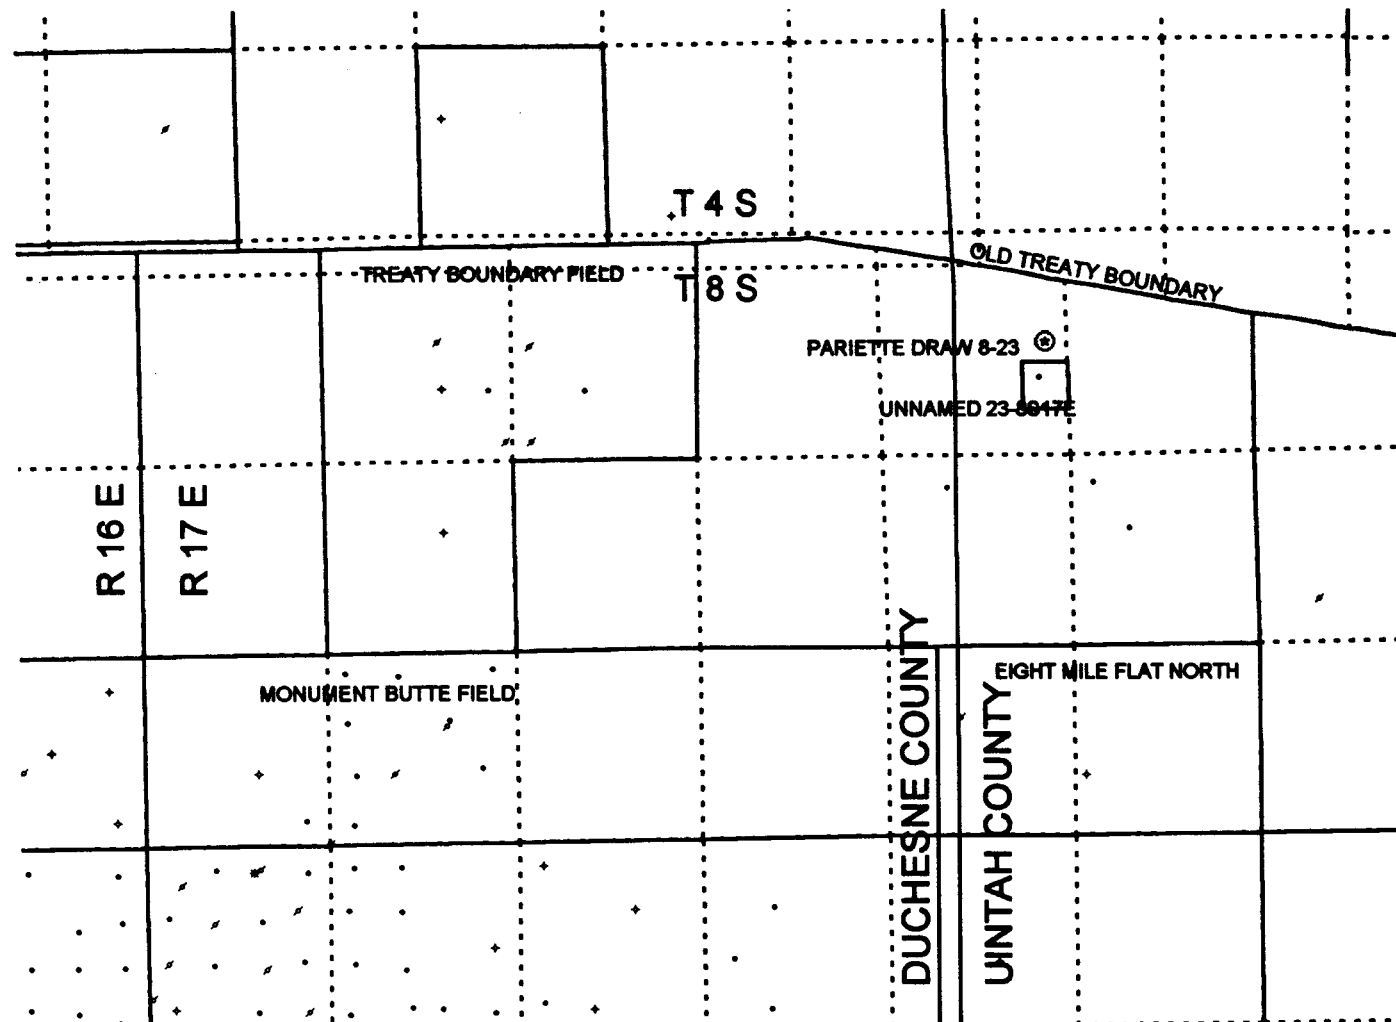 T 4 S
OLD TREATY BOUNDARY
TREATY BOUNDARY FIELD
T 8 S
PARIETTE DRAW 8-23
UNNAMED 23-8017E
R 16 E
R 17 E
EIGHT MILE FLAT NORTH
MONUMENT BUTTE FIELD
DUCHESNE COUNTY
UINTAH COUNTY